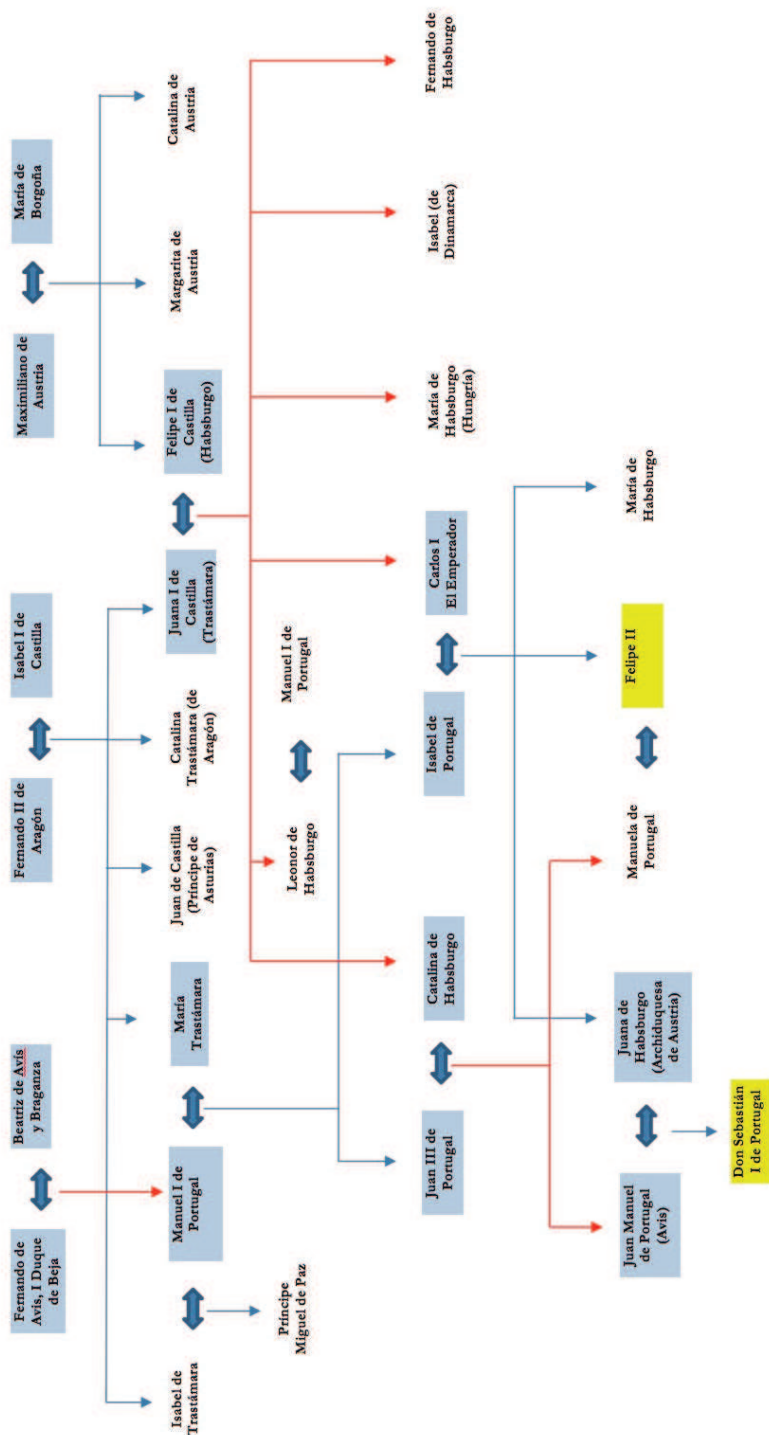 Fernando de
Avis, I Duque
de Beja
Beatriz de Avis
y Braganza
Fernando II de
Aragón
Isabel I de
Castilla
Maximiliano de
Austria
María de
Borgoña
Isabel de
Trastámara
Manuel I de
Portugal
María
Trastámara
Juan de Castilla
(Príncipe de
Asturias)
Catalina
Trastámara (de
Aragón)
Juana I de
Castilla
(Trastámara)
Felipe I de
Castilla
(Habsburgo)
Margarita de
Austria
Catalina de
Austria
Príncipe
Miguel de Paz
Leonor de
Habsburgo
Manuel I de
Portugal
Juan III de
Portugal
Catalina de
Habsburgo
Isabel de
Portugal
Carlos I
El Emperador
María de
Habsburgo
(Hungría)
Isabel (de
Dinamarca)
Fernando de
Habsburgo
Juan Manuel
de Portugal
(Avis)
Juana de
Habsburgo
(Archiduquesa
de Austria)
Manuela de
Portugal
Felipe II
María de
Habsburgo
Don Sebastián
I de Portugal